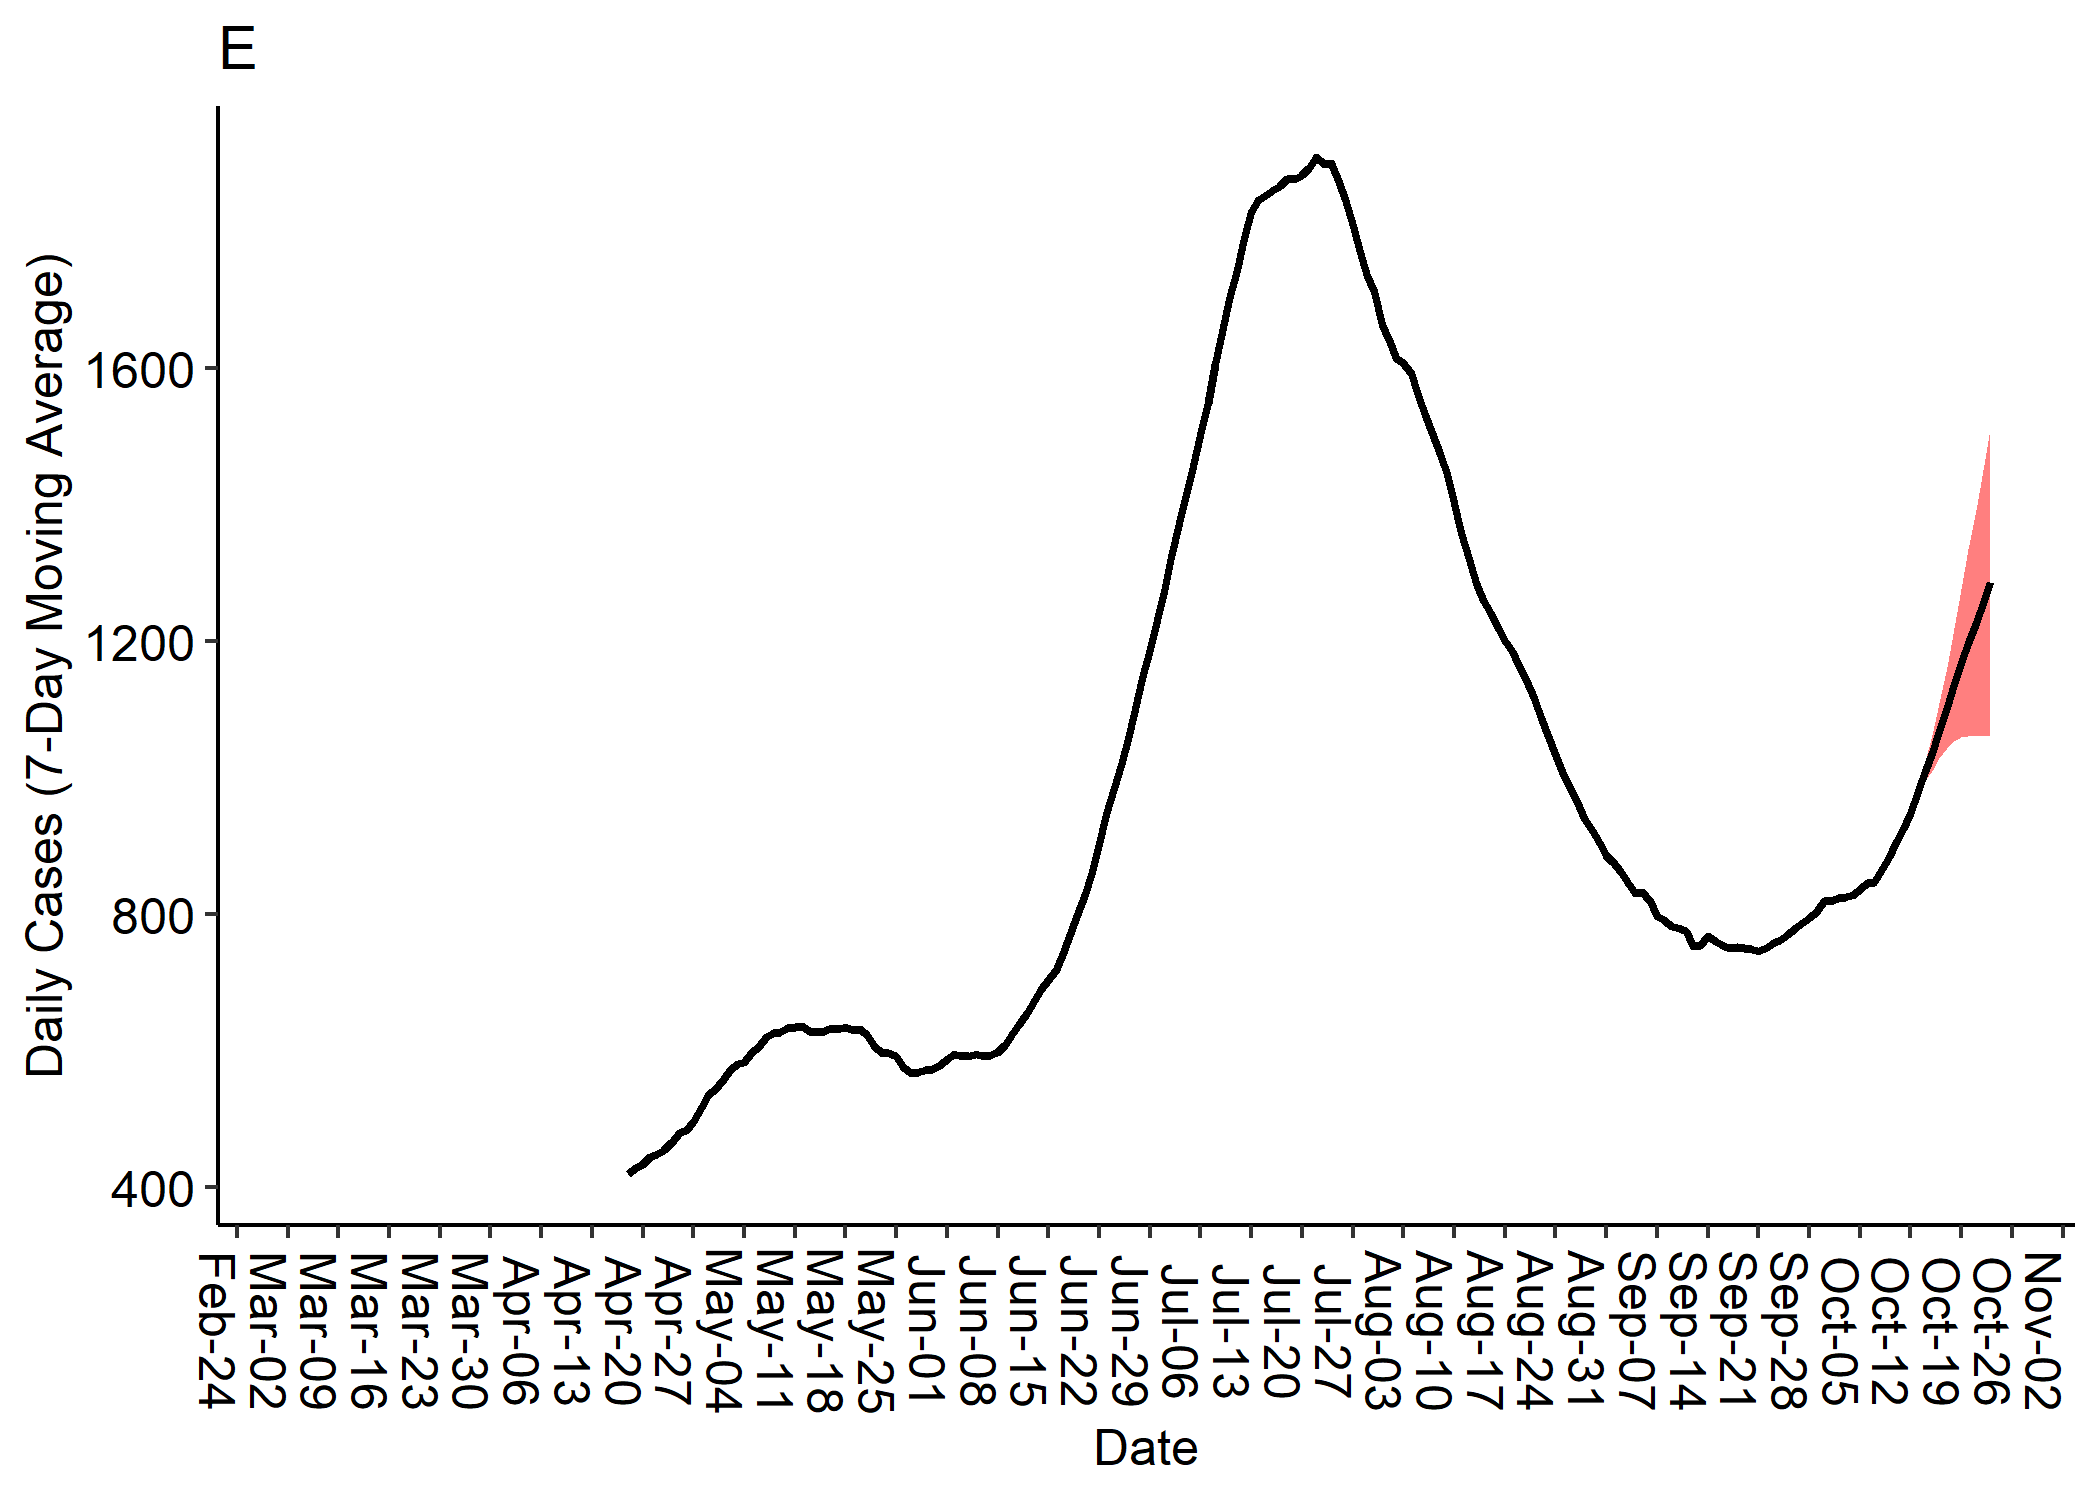 E
Daily Cases (7-Day Moving Average)
1600
1200
800
400
Feb-24
Mar-02
Mar-09
Mar-16
Mar-23
Mar-30
Apr-06
Apr-13
Apr-20
Apr-27
May-04
May-11
May-18
May-25
Jun-01
Jun-08
Jun-15
Jun-22
Jun-29
Jul-06
Jul-13
Jul-20
Jul-27
Aug-03
Aug-10
Aug-17
Aug-24
Aug-31
Sep-07
Sep-14
Sep-21
Sep-28
Oct-05
Oct-12
Oct-19
Oct-26
Nov-02
Date